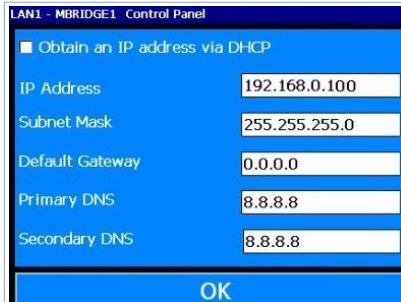 LAN1 - MBRIDGE1 Control Panel
Obtain an IP address via DHCP
IP Address 192.168.0.100
Subnet Mask 255.255.255.0
Default Gateway 0.0.0.0
Primary DNS 8.8.8.8
Secondary DNS 8.8.8.8
OK